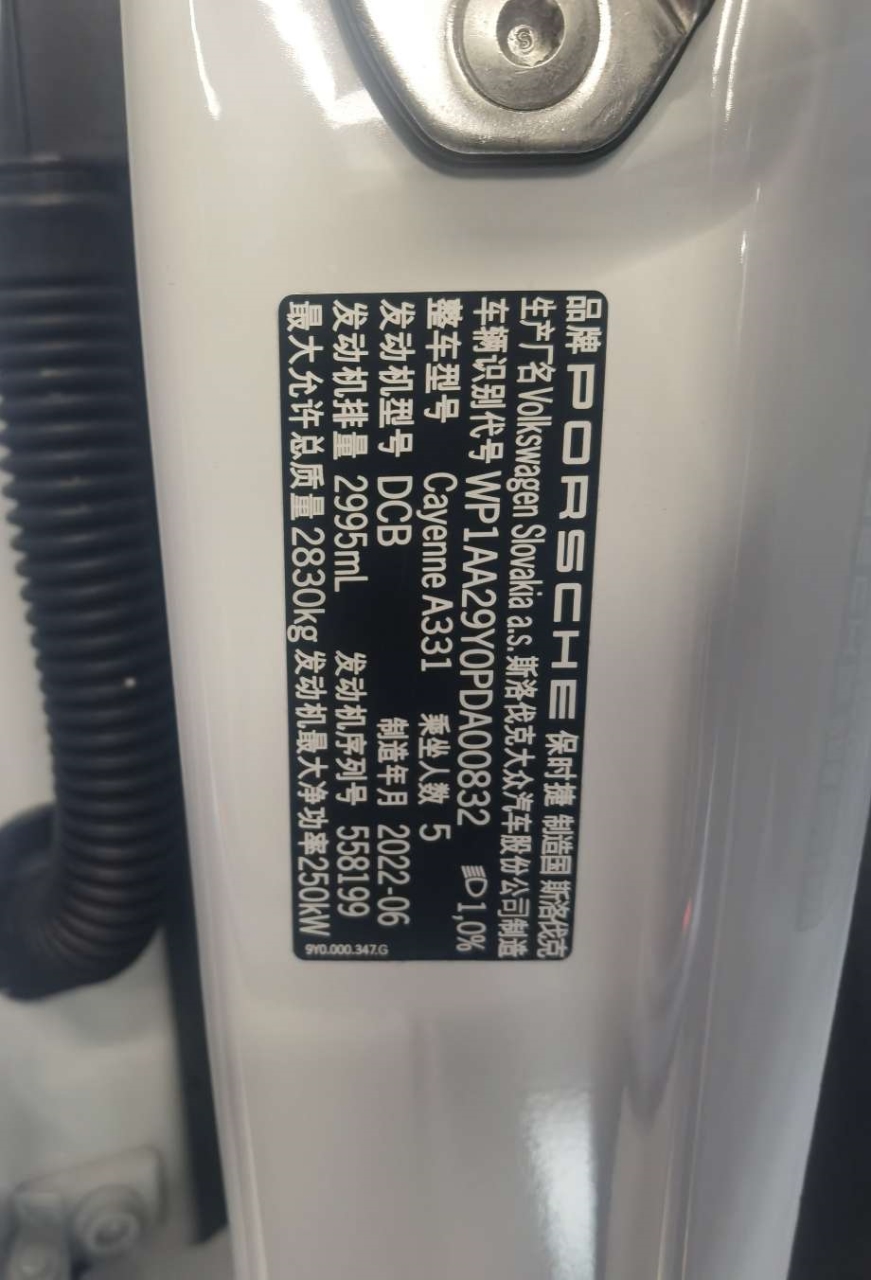 品牌 PORSCHE 保时捷 制造国 斯洛伐克
生产厂名 Volkswagen Slovakia a.s. 斯洛伐克大众汽车股份公司制造
车辆识别代号 WP1AA29Y0PDA00832 1,0%
整车型号 Cayenne A331 乘坐人数 5
发动机型号 DCB 制造年月 2022-06
发动机排量 2995mL 发动机序列号 558199
最大允许总质量 2830kg 发动机最大净功率 250kW
9Y0.000.347.G
S